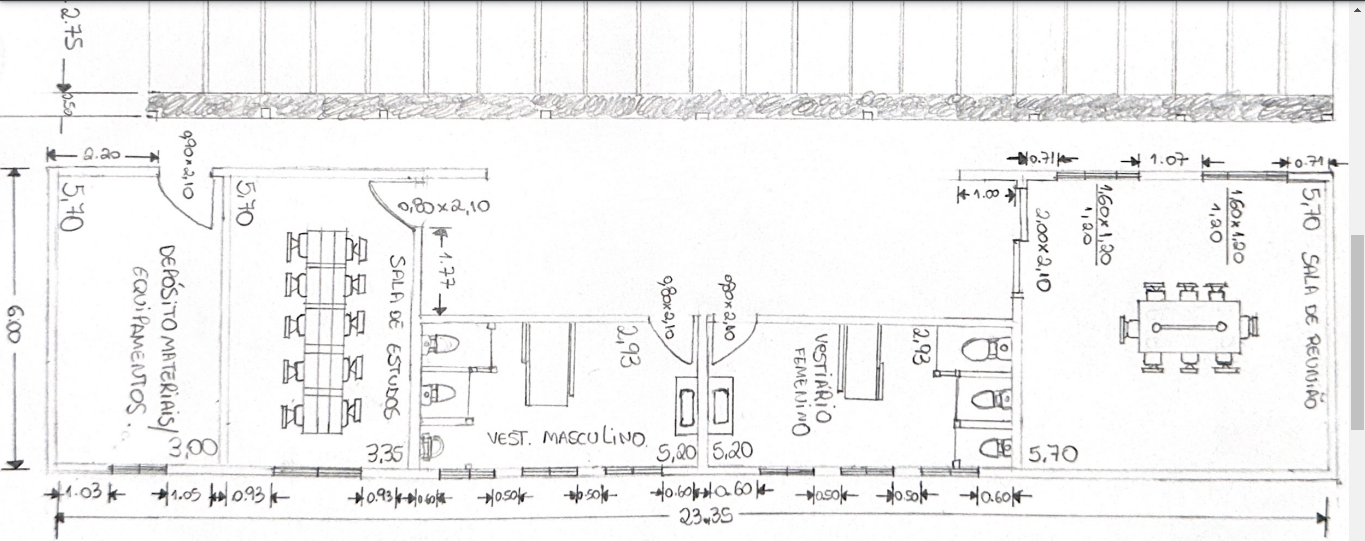 2.75
0.50
2.20
0,90x2,10
0.71
1.07
0.71
5,70
5,70
0,80x2,10
1.00
2,00x2,10
1,60x1,20
1,20
1,60x1,20
1,20
5,70
SALA DE REUNIÃO
6.00
DEPÓSITO MATERIAIS/
EQUIPAMENTOS.
SALA DE
ESTUDOS
1.77
2,93
0,80x2,10
0,80x2,10
VESTIÁRIO
FEMENINO
2,93
3,00
3,35
VEST. MASCULINO.
5,20
5,20
5,70
1.03
1.05
0.93
0.93
0.60
0.50
0.50
0.60
0.60
0.50
0.50
0.60
23.35